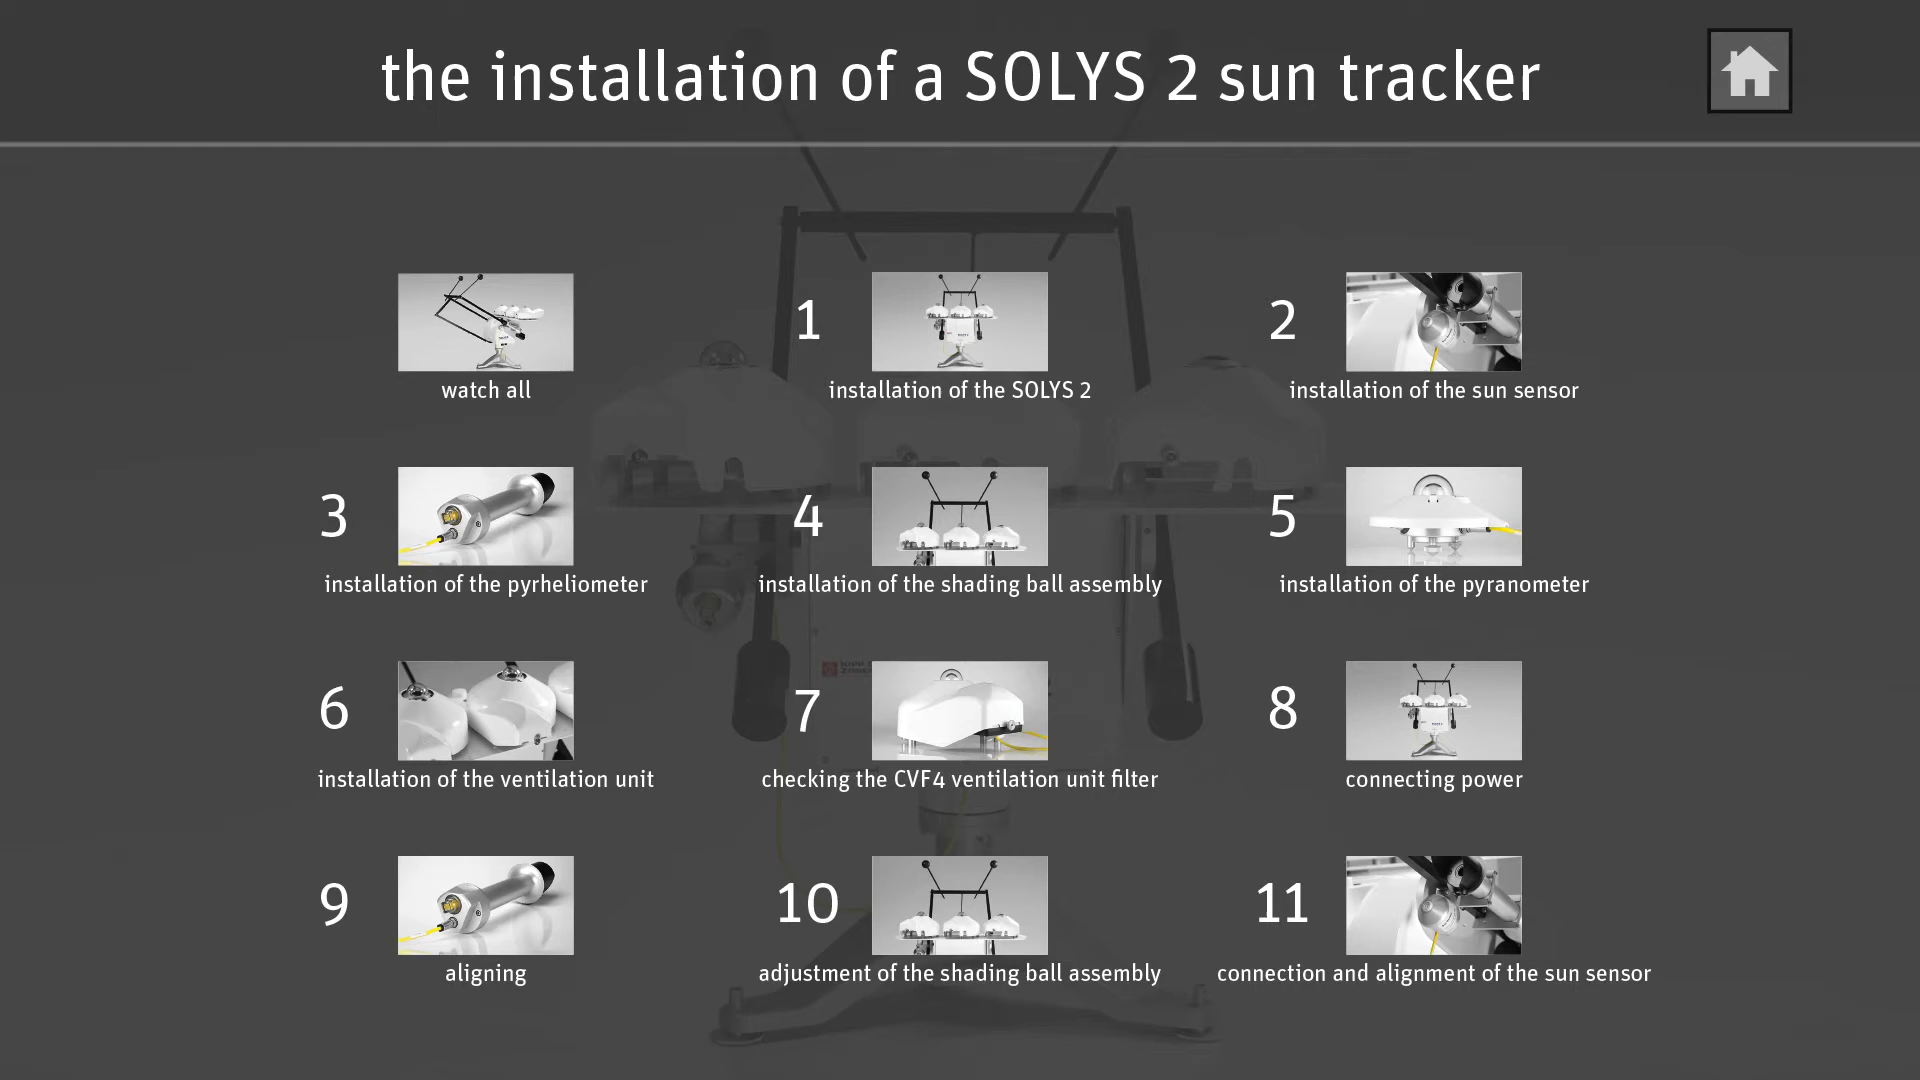 the installation of a SOLYS 2 sun tracker
watch all
1
installation of the SOLYS 2
2
installation of the sun sensor
3
installation of the pyrheliometer
4
installation of the shading ball assembly
5
installation of the pyranometer
6
installation of the ventilation unit
7
checking the CVF4 ventilation unit filter
8
connecting power
9
aligning
10
adjustment of the shading ball assembly
11
connection and alignment of the sun sensor